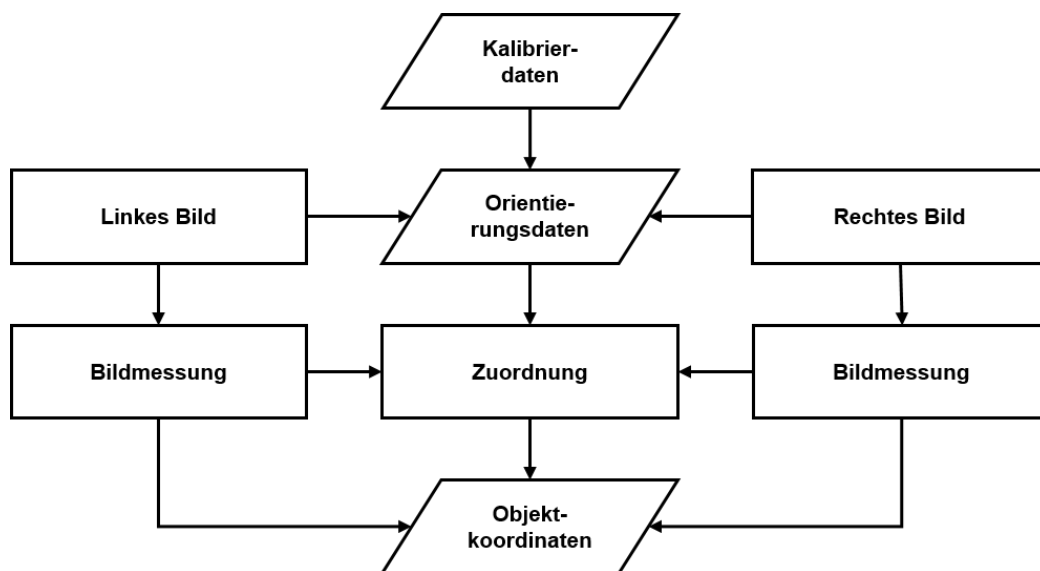 Kalibrier-
daten
Linkes Bild
Orientie-
rungsdaten
Rechtes Bild
Bildmessung
Zuordnung
Bildmessung
Objekt-
koordinaten